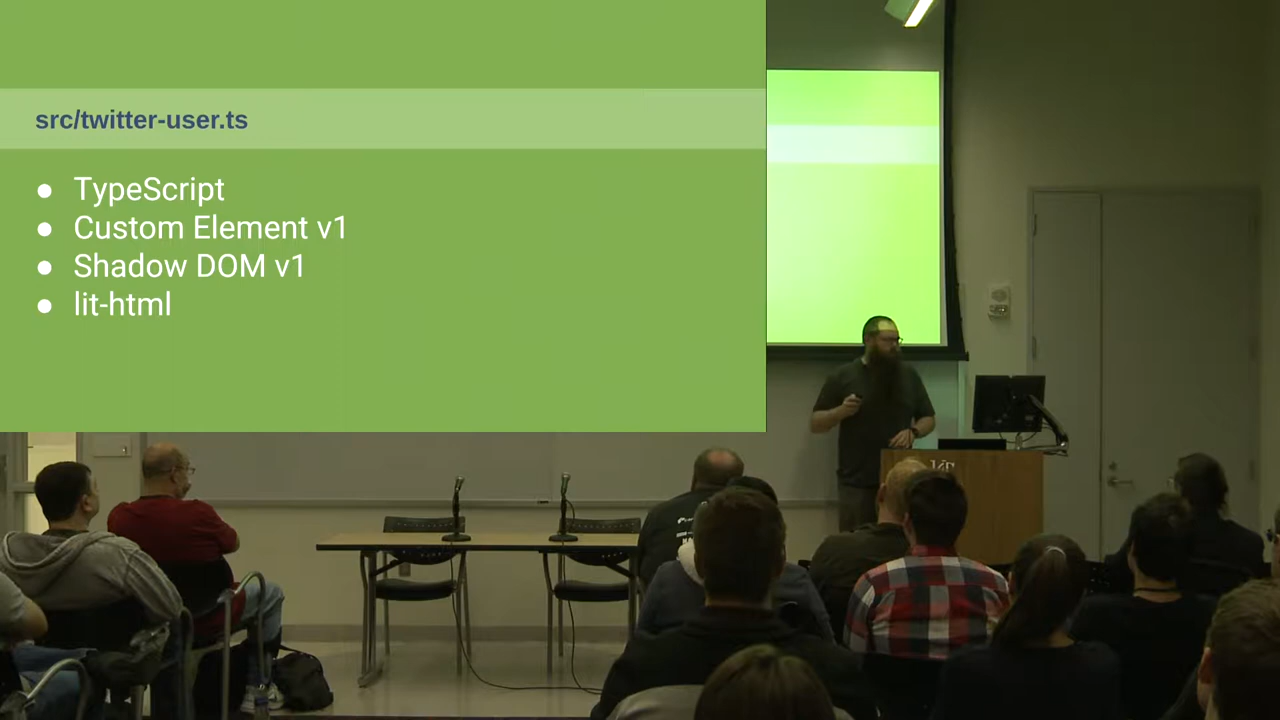 src/twitter-user.ts
● TypeScript
● Custom Element v1
● Shadow DOM v1
● lit-html